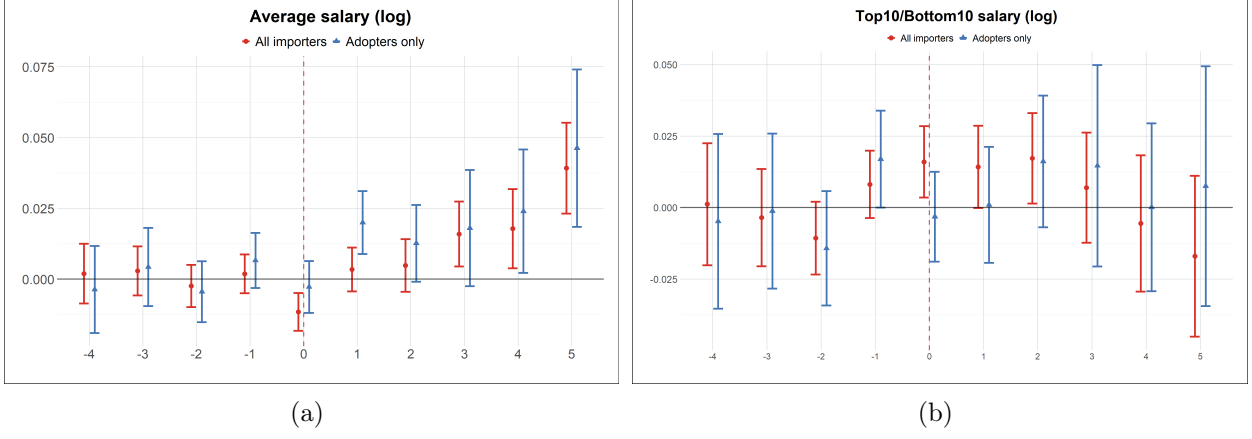 Average salary (log)
All importers Adopters only
0.075
0.050
0.025
0.000
-4 -3 -2 -1 0 1 2 3 4 5
(a)
Top10/Bottom10 salary (log)
All importers Adopters only
0.050
0.025
0.000
-0.025
-4 -3 -2 -1 0 1 2 3 4 5
(b)